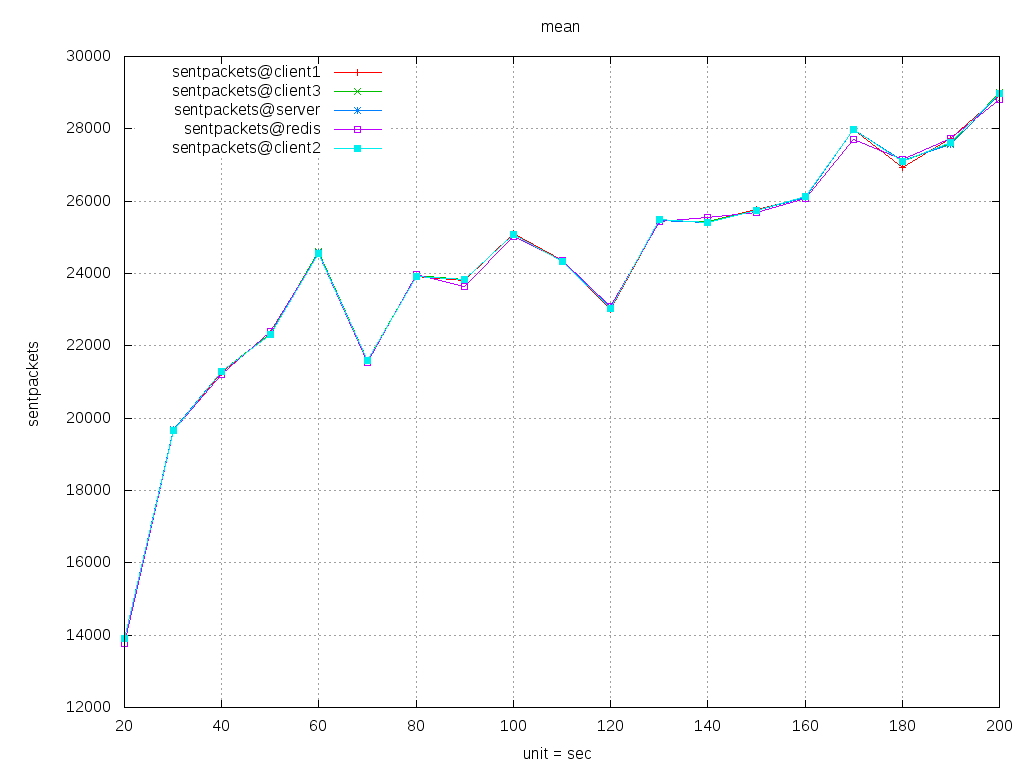 mean
30000
28000
26000
24000
22000
20000
18000
16000
14000
12000
sentpackets
sentpackets@client1
sentpackets@client3
sentpackets@server
sentpackets@redis
sentpackets@client2
20 40 60 80 100 120 140 160 180 200
unit = sec